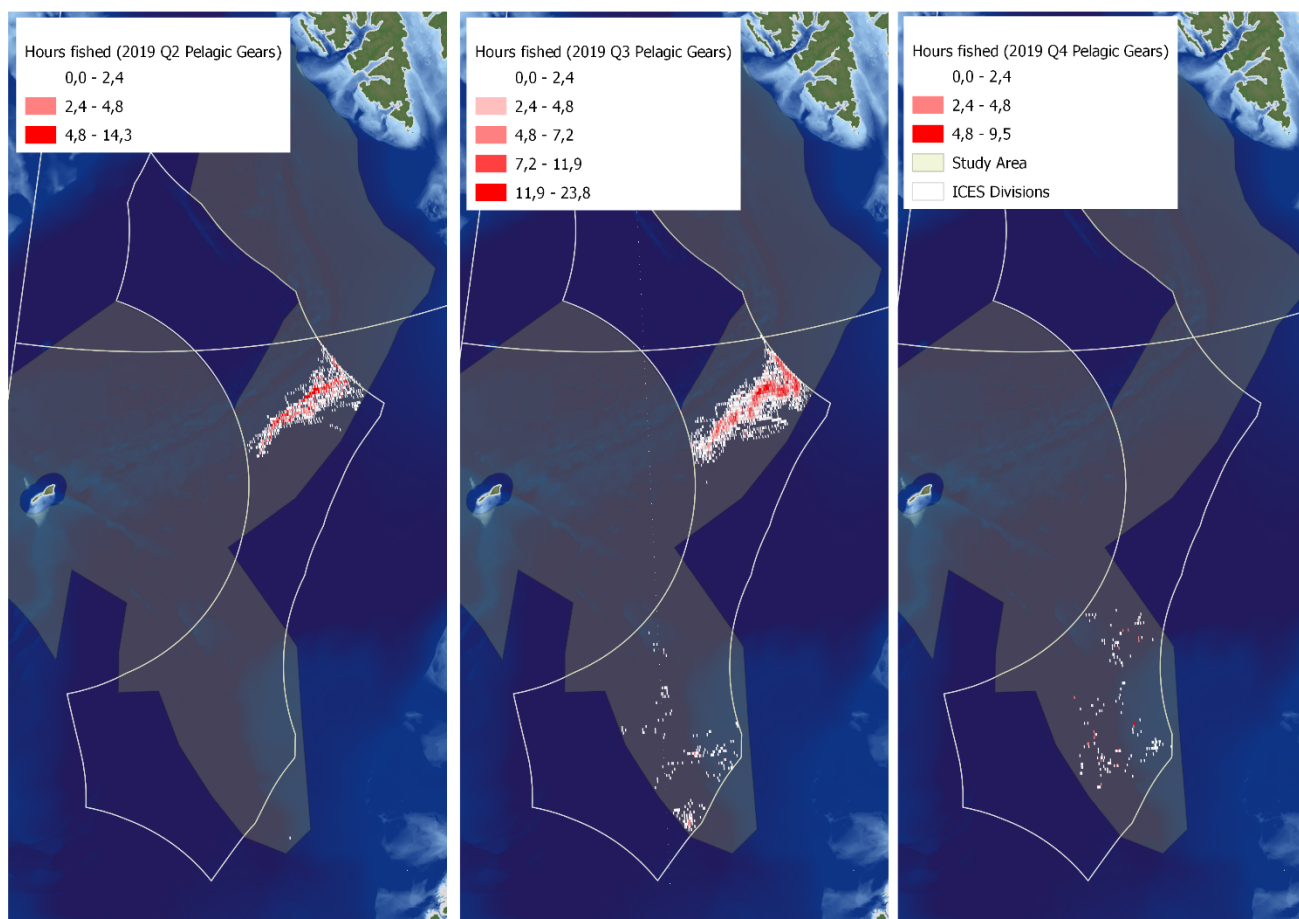 Hours fished (2019 Q2 Pelagic Gears)
0,0 - 2,4
2,4 - 4,8
4,8 - 14,3
Hours fished (2019 Q3 Pelagic Gears)
0,0 - 2,4
2,4 - 4,8
4,8 - 7,2
7,2 - 11,9
11,9 - 23,8
Hours fished (2019 Q4 Pelagic Gears)
0,0 - 2,4
2,4 - 4,8
4,8 - 9,5
Study Area
ICES Divisions